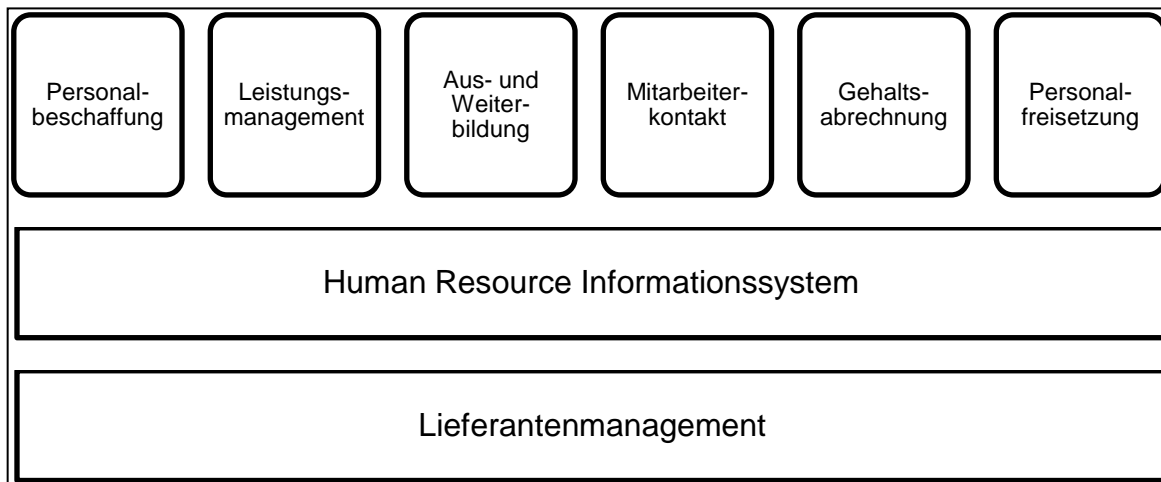 Personal-
beschaffung
Leistungs-
management
Aus- und
Weiter-
bildung
Mitarbeiter-
kontakt
Gehalts-
abrechnung
Personal-
freisetzung
Human Resource Informationssystem
Lieferantenmanagement